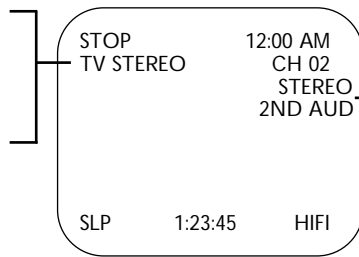 STOP 12:00 AM
TV STEREO CH 02
STEREO
2ND AUD
SLP 1:23:45 HIFI